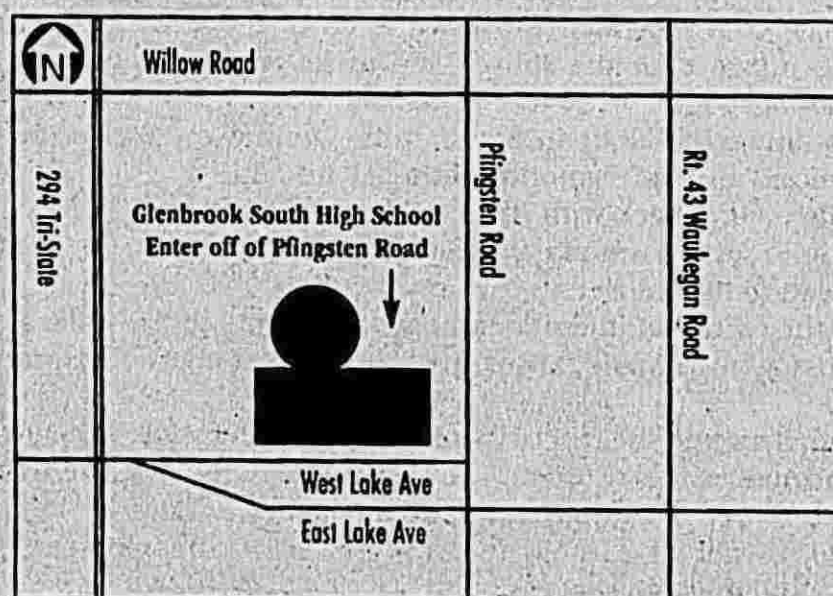 N
Willow Road
294 Tri-State
Glenbrook South High School
Enter off of Pfingsten Road
Pfingsten Road
Rt. 43 Waukegan Road
West Lake Ave
East Lake Ave